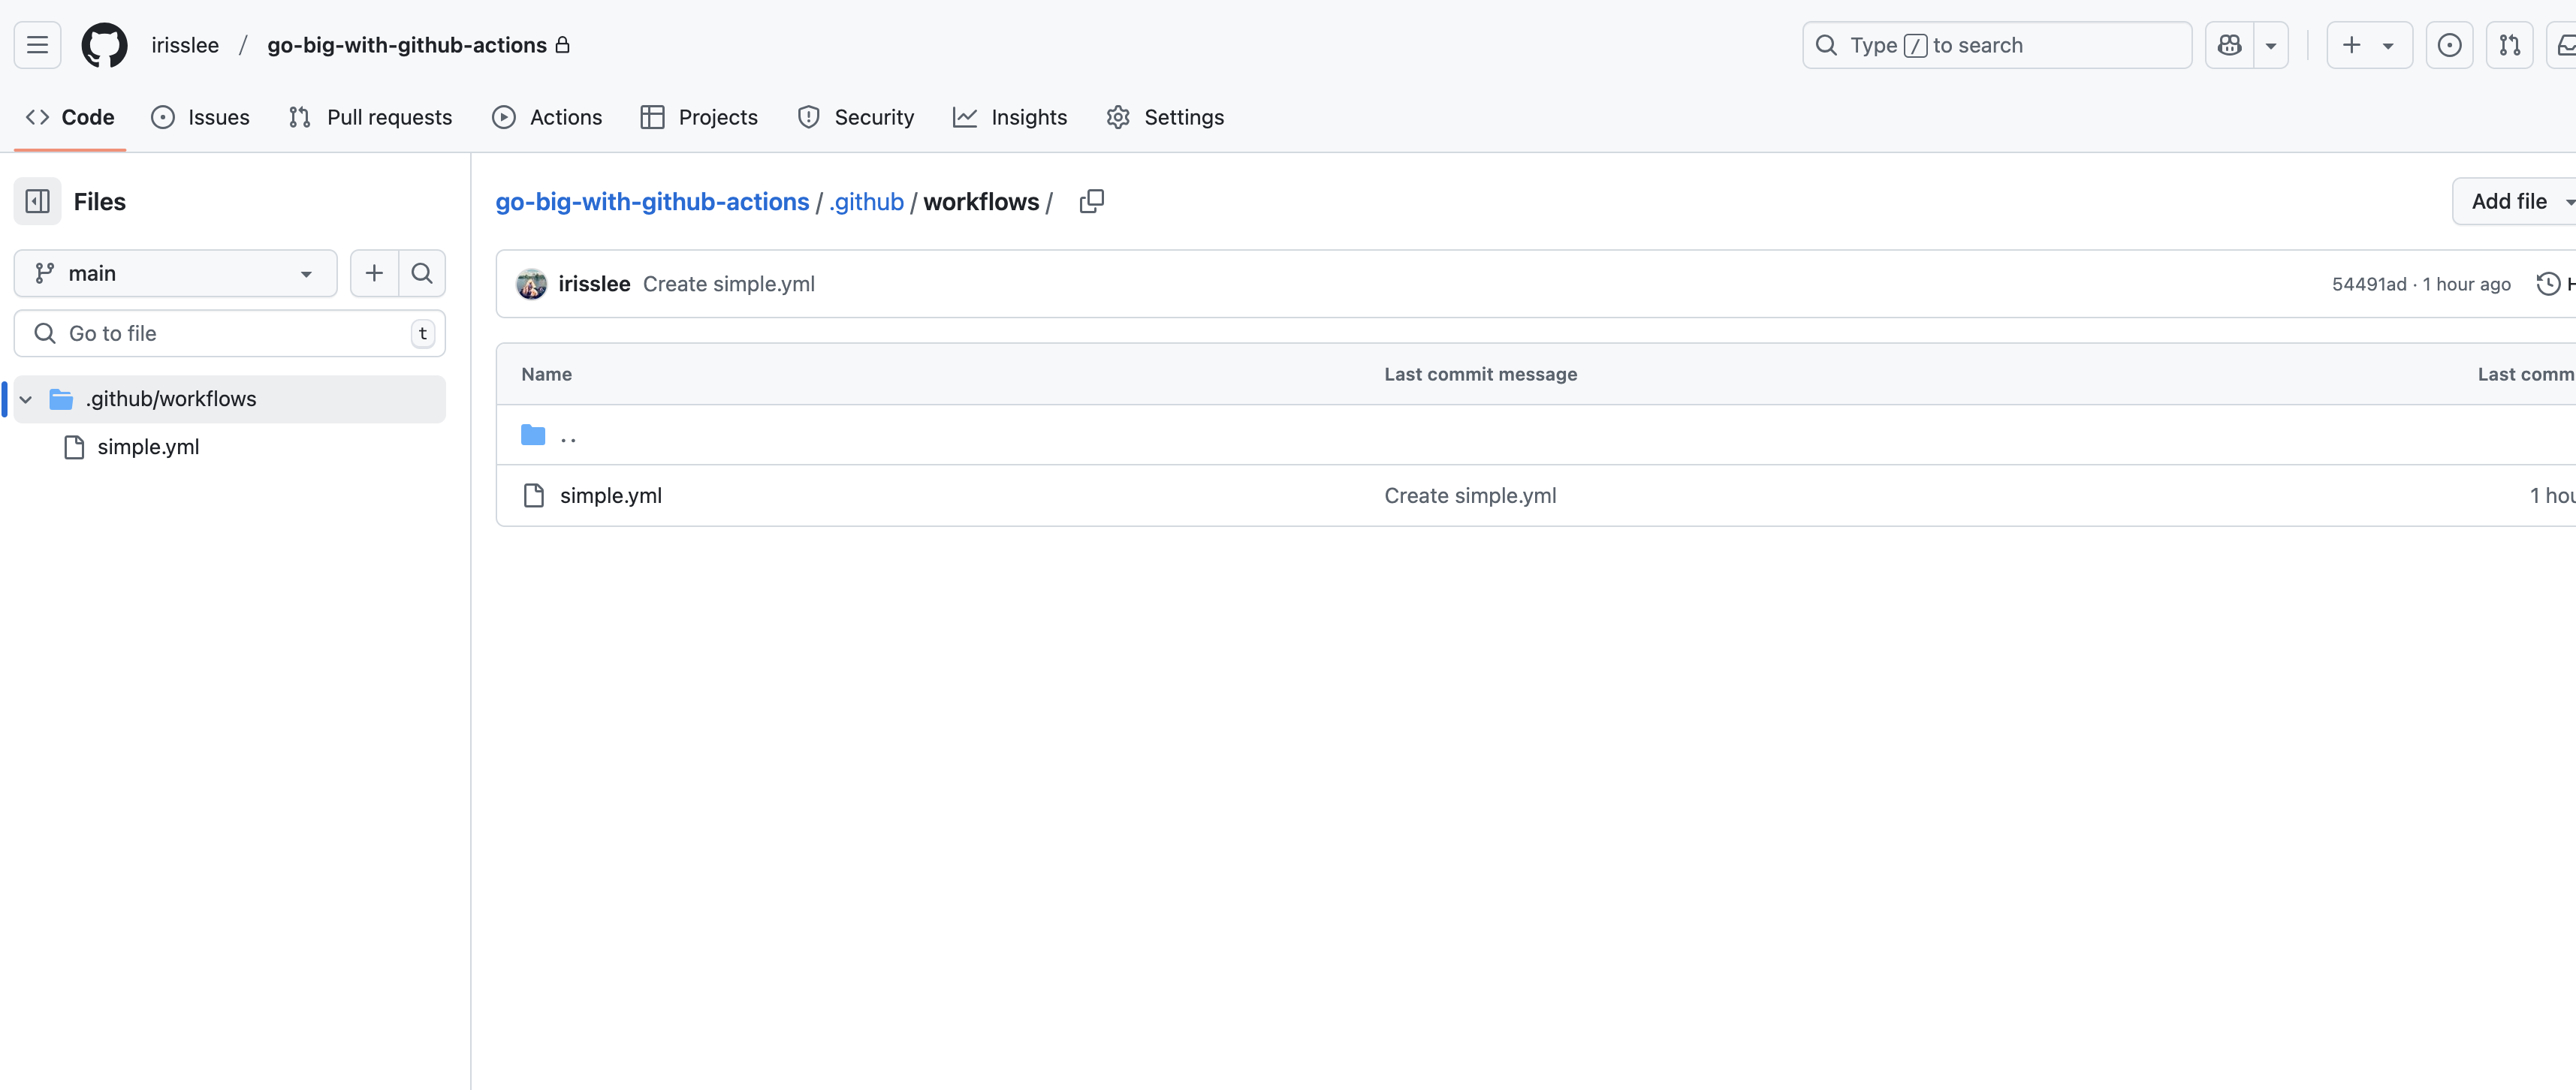 irisslee / go-big-with-github-actions
Type / to search
Code
Issues
Pull requests
Actions
Projects
Security
Insights
Settings
Files
main
Go to file
t
.github/workflows
simple.yml
go-big-with-github-actions / .github / workflows /
Add file
irisslee Create simple.yml
54491ad · 1 hour ago
H
Name
Last commit message
Last comm
..
simple.yml
Create simple.yml
1 hou